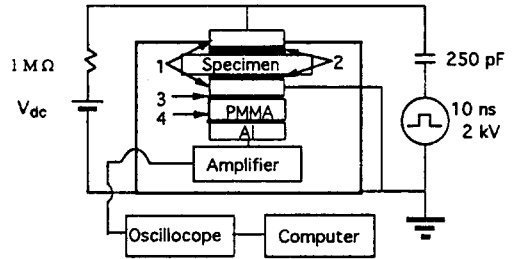 1 MΩ
Vdc
1
Specimen
2
3
4
PMMA
Al
Amplifier
250 pF
10 ns
2 kV
Oscillocope
Computer